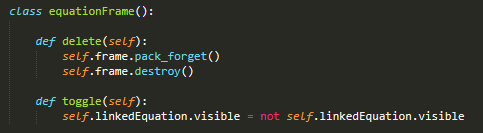 class equationFrame():
    def delete(self):
        self.frame.pack_forget()
        self.frame.destroy()
    def toggle(self):
        self.linkedEquation.visible = not self.linkedEquation.visible